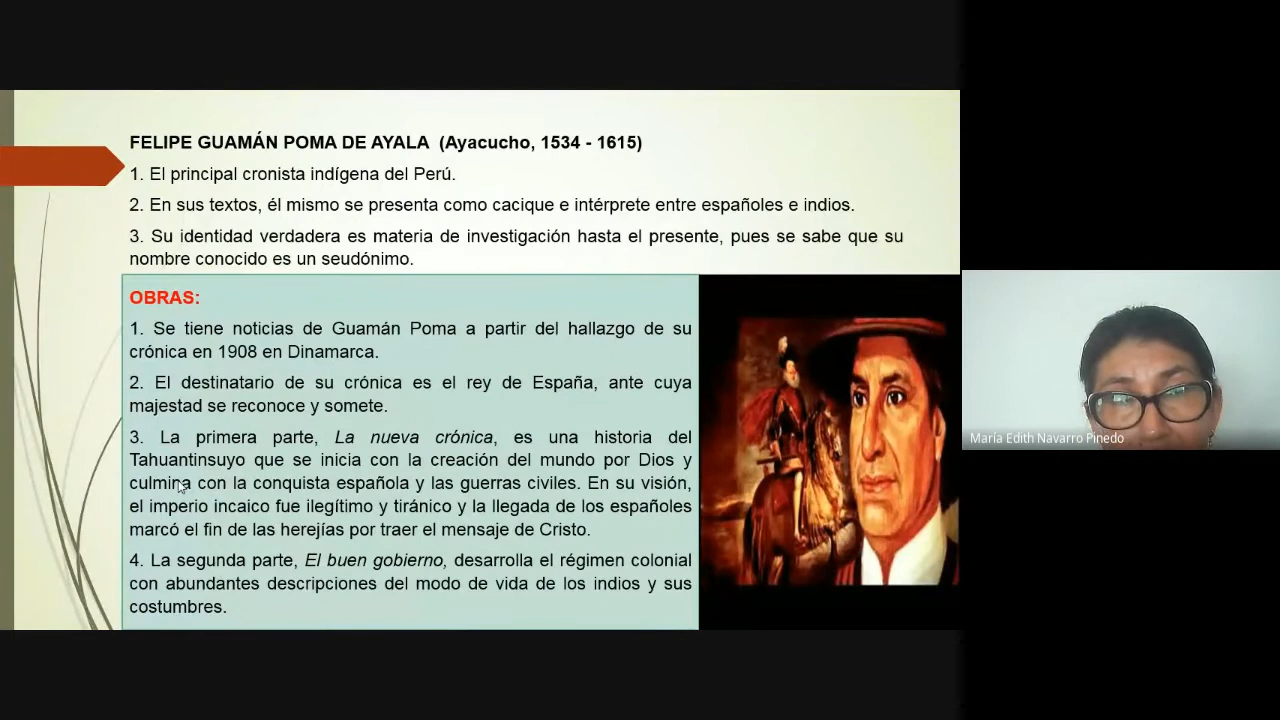 FELIPE GUAMÁN POMA DE AYALA (Ayacucho, 1534 - 1615)
1. El principal cronista indígena del Perú.
2. En sus textos, él mismo se presenta como cacique e intérprete entre españoles e indios.
3. Su identidad verdadera es materia de investigación hasta el presente, pues se sabe que su
nombre conocido es un seudónimo.
OBRAS:
1. Se tiene noticias de Guamán Poma a partir del hallazgo de su
crónica en 1908 en Dinamarca.
2. El destinatario de su crónica es el rey de España, ante cuya
majestad se reconoce y somete.
3. La primera parte, La nueva crónica, es una historia del
Tahuantinsuyo que se inicia con la creación del mundo por Dios y
culmina con la conquista española y las guerras civiles. En su visión,
el imperio incaico fue ilegítimo y tiránico y la llegada de los españoles
marcó el fin de las herejías por traer el mensaje de Cristo.
4. La segunda parte, El buen gobierno, desarrolla el régimen colonial
con abundantes descripciones del modo de vida de los indios y sus
costumbres.
María Edith Navarro Pinedo